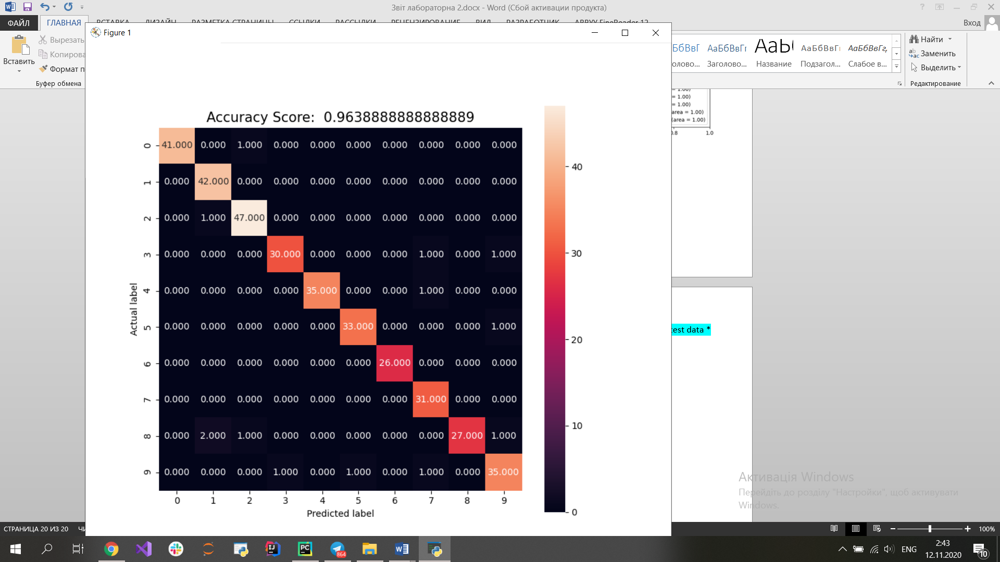 Звіт лабораторна 2.docx - Word (Сбой активации продукта)
ФАЙЛ
ГЛАВНАЯ
ВСТАВКА
ДИЗАЙН
РАЗМЕТКА СТРАНИЦЫ
ССЫЛКИ
РАССЫЛКИ
РЕЦЕНЗИРОВАНИЕ
ВИД
РАЗРАБОТЧИК
ABBYY FineReader 12
Вход
Вставить
Вырезать
Формат п
Буфер обмена
Figure 1
АаБбВвГг
Заголово...
Название
Подзагол...
Слабое в...
Найти
Заменить
Выделить
Редактирование
= 1.00)
= 1.00)
= 1.00)
area = 1.00)
(area = 1.00)
1.0
test data *
Accuracy Score: 0.9638888888888889
Actual label
0 41.000 0.000 1.000 0.000 0.000 0.000 0.000 0.000 0.000 0.000
1 0.000 42.000 0.000 0.000 0.000 0.000 0.000 0.000 0.000 0.000
2 0.000 1.000 47.000 0.000 0.000 0.000 0.000 0.000 0.000 0.000
3 0.000 0.000 0.000 30.000 0.000 0.000 0.000 1.000 0.000 1.000
4 0.000 0.000 0.000 0.000 35.000 0.000 0.000 1.000 0.000 0.000
5 0.000 0.000 0.000 0.000 0.000 33.000 0.000 0.000 0.000 1.000
6 0.000 0.000 0.000 0.000 0.000 0.000 26.000 0.000 0.000 0.000
7 0.000 0.000 0.000 0.000 0.000 0.000 0.000 31.000 0.000 0.000
8 0.000 2.000 1.000 0.000 0.000 0.000 0.000 0.000 27.000 1.000
9 0.000 0.000 0.000 1.000 0.000 1.000 0.000 1.000 0.000 35.000
0 1 2 3 4 5 6 7 8 9
Predicted label
40
30
20
10
0
Активація Windows
Перейдіть до розділу "Настройки", щоб активувати
Windows.
СТРАНИЦА 20 ИЗ 20
100%
864
ENG
2:43
12.11.2020
10